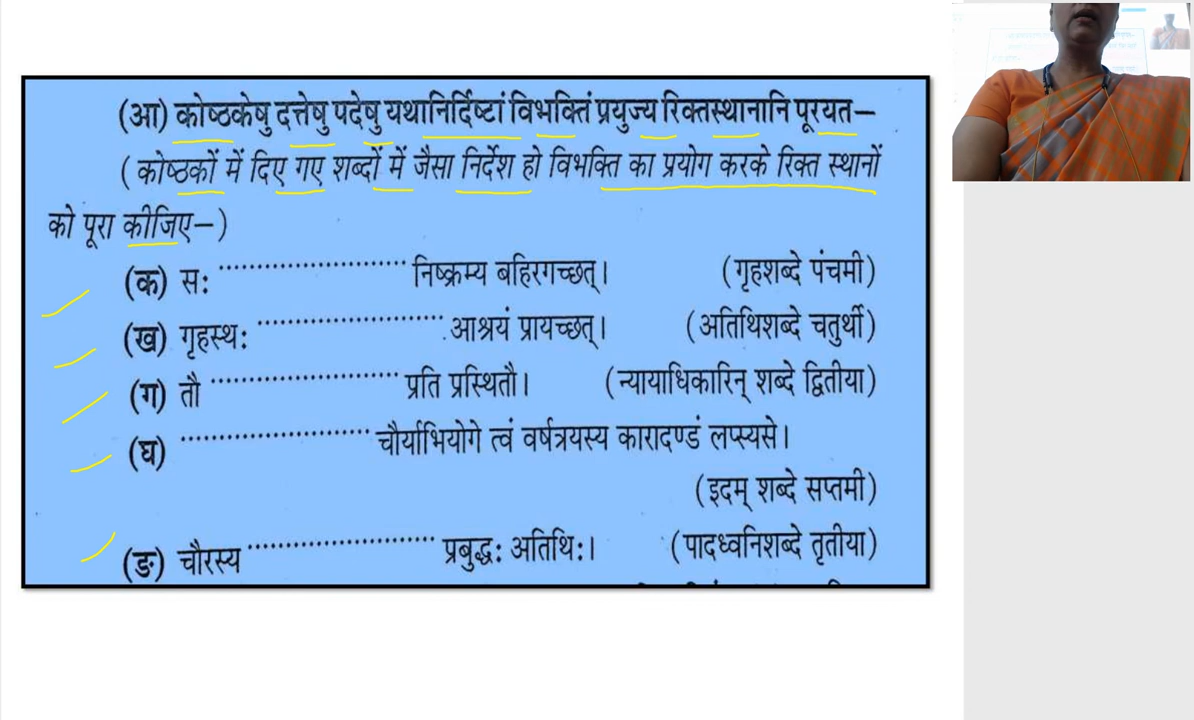 (आ) कोष्ठकेषु दत्तेषु पदेषु यथानिर्दिष्टां विभक्तिं प्रयुज्य रिक्तस्थानानि पूरयत–
( कोष्ठकों में दिए गए शब्दों में जैसा निर्देश हो विभक्ति का प्रयोग करके रिक्त स्थानों
को पूरा कीजिए–)
(क) सः ························ निष्क्रम्य बहिरगच्छत्। (गृहशब्दे पंचमी)
(ख) गृहस्थः ························ आश्रयं प्रायच्छत्। (अतिथिशब्दे चतुर्थी)
(ग) तौ ························ प्रति प्रस्थितौ। (न्यायाधिकारिन् शब्दे द्वितीया)
(घ) ························ चौर्याभियोगे त्वं वर्षत्रयस्य कारादण्डं लप्स्यसे।
(इदम् शब्दे सप्तमी)
(ङ) चौरस्य ························ प्रबुद्धः अतिथिः। (पादध्वनिशब्दे तृतीया)